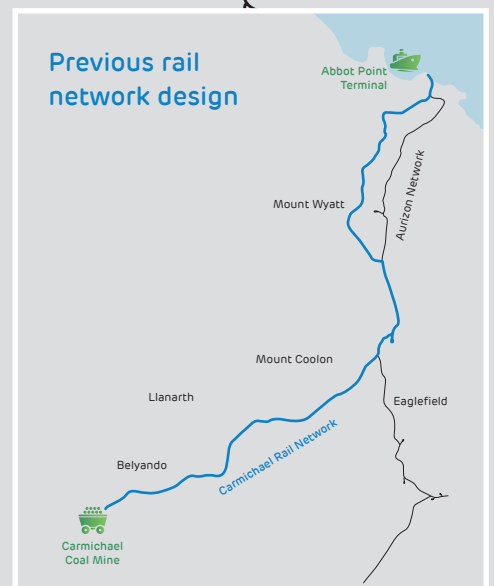 Previous rail
network design
Abbot Point
Terminal
Mount Wyatt
Aurizon Network
Mount Coolon
Llanarth
Eaglefield
Carmichael Rail Network
Belyando
Carmichael
Coal Mine